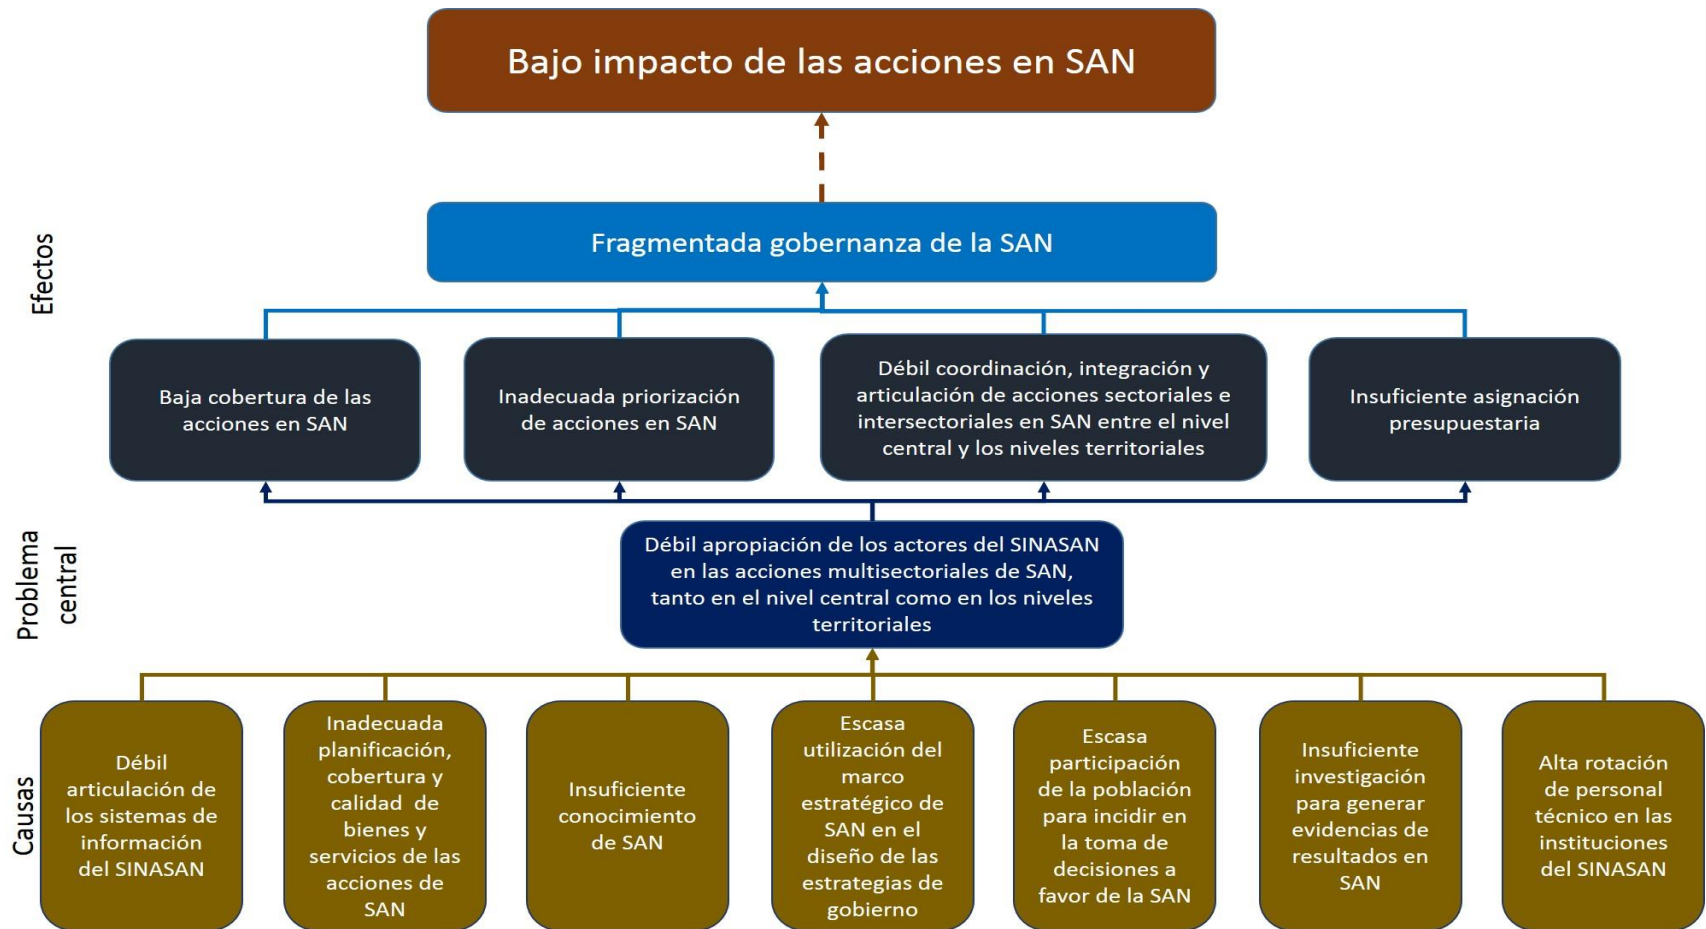 Bajo impacto de las acciones en SAN
Efectos
Fragmentada gobernanza de la SAN
Baja cobertura de las
acciones en SAN
Inadecuada priorización
de acciones en SAN
Débil coordinación, integración y
articulación de acciones sectoriales e
intersectoriales en SAN entre el nivel
central y los niveles territoriales
Insuficiente asignación
presupuestaria
Problema
central
Débil apropiación de los actores del SINASAN
en las acciones multisectoriales de SAN,
tanto en el nivel central como en los niveles
territoriales
Causas
Débil
articulación de
los sistemas de
información
del SINASAN
Inadecuada
planificación,
cobertura y
calidad de
bienes y
servicios de las
acciones de
SAN
Insuficiente
conocimiento
de SAN
Escasa
utilización del
marco
estratégico de
SAN en el
diseño de las
estrategias de
gobierno
Escasa
participación
de la población
para incidir en
la toma de
decisiones a
favor de la SAN
Insuficiente
investigación
para generar
evidencias de
resultados en
SAN
Alta rotación
de personal
técnico en las
instituciones
del SINASAN